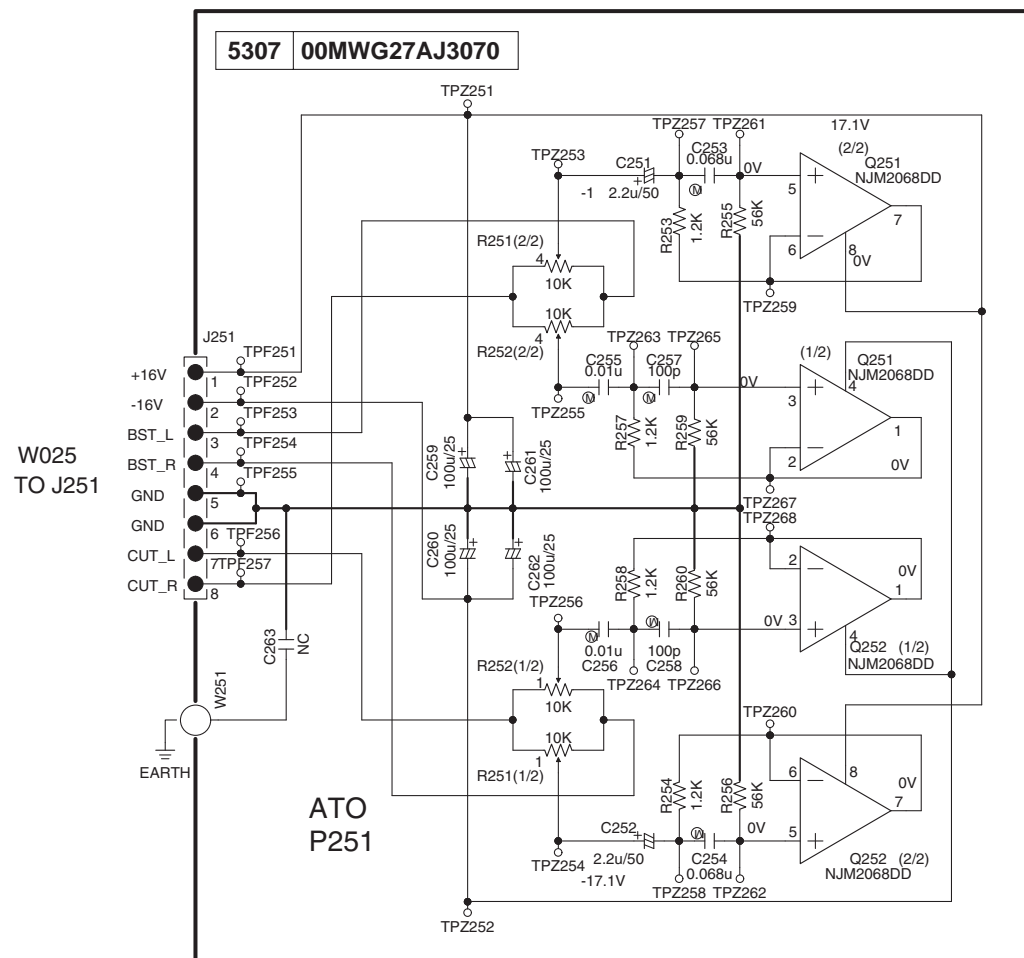 5307 00MWG27AJ3070
TPZ251
TPZ257 TPZ261
17.1V
(2/2)
Q251
NJM2068DD
TPZ253
C251
C253
0.068u
0V
-1 2.2u/50
M
5
6
7
8
0V
R253
1.2K
R255
56K
TPZ259
R251(2/2)
4
10K
10K
4
R252(2/2)
TPZ263 TPZ265
C255
0.01u
C257
100p
M
M
TPZ255
0V
(1/2)
Q251
NJM2068DD
4
3
2
1
0V
R257
1.2K
R259
56K
TPZ267
TPZ268
J251
TPF251
TPF252
TPF253
TPF254
TPF255
TPF256
TPF257
+16V
-16V
BST_L
BST_R
GND
GND
CUT_L
CUT_R
1
2
3
4
5
6
7
8
W025
TO J251
C259
100u/25
C261
100u/25
C260
100u/25
C262
100u/25
C263
NC
W251
EARTH
TPZ256
R258
1.2K
R260
56K
2
0V
1
0V 3
4
Q252 (1/2)
NJM2068DD
M
0.01u
C256
M
100p
C258
TPZ264 TPZ266
R252(1/2)
1
10K
10K
1
R251(1/2)
TPZ260
6
8
0V
7
5
R254
1.2K
R256
56K
0V
C252
2.2u/50
-17.1V
M
C254
0.068u
TPZ254
TPZ258 TPZ262
Q252 (2/2)
NJM2068DD
TPZ252
ATO
P251